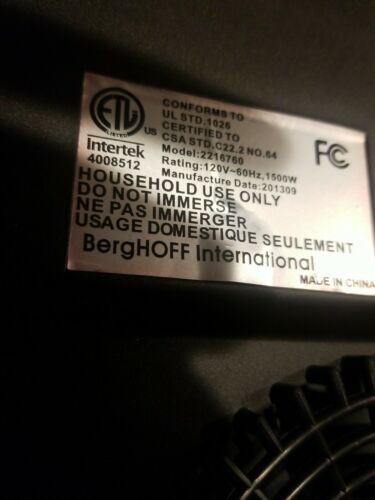 CONFORMS TO
UL STD.1026
CERTIFIED TO
CSA STD.C22.2 NO.64
Model:2216760
Rating:120V~60Hz,1500W
Manufacture Date:201309
ETL
LISTED
US
Intertek
4008512
FC
HOUSEHOLD USE ONLY
DO NOT IMMERSE
NE PAS IMMERGER
USAGE DOMESTIQUE SEULEMENT
BergHOFF International
MADE IN CHINA